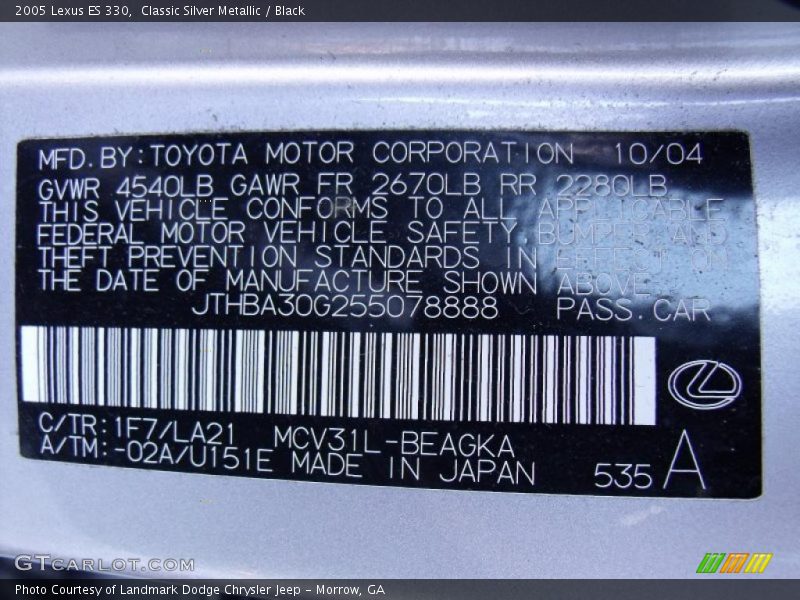 2005 Lexus ES 330, Classic Silver Metallic / Black
MFD. BY: TOYOTA MOTOR CORPORATION 10/04
GVWR 4540LB GAWR FR 2670LB RR 2280LB
THIS VEHICLE CONFORMS TO ALL APPLICABLE
FEDERAL MOTOR VEHICLE SAFETY BUMPER AND
THEFT PREVENTION STANDARDS IN EFFECT ON
THE DATE OF MANUFACTURE SHOWN ABOVE.
JTHBA30G255078888 PASS. CAR
C/TR: 1F7/LA21 MCV31L-BEAGKA
A/TM: -02A/U151E MADE IN JAPAN 535 A
GTCARLOT.COM
Photo Courtesy of Landmark Dodge Chrysler Jeep - Morrow, GA